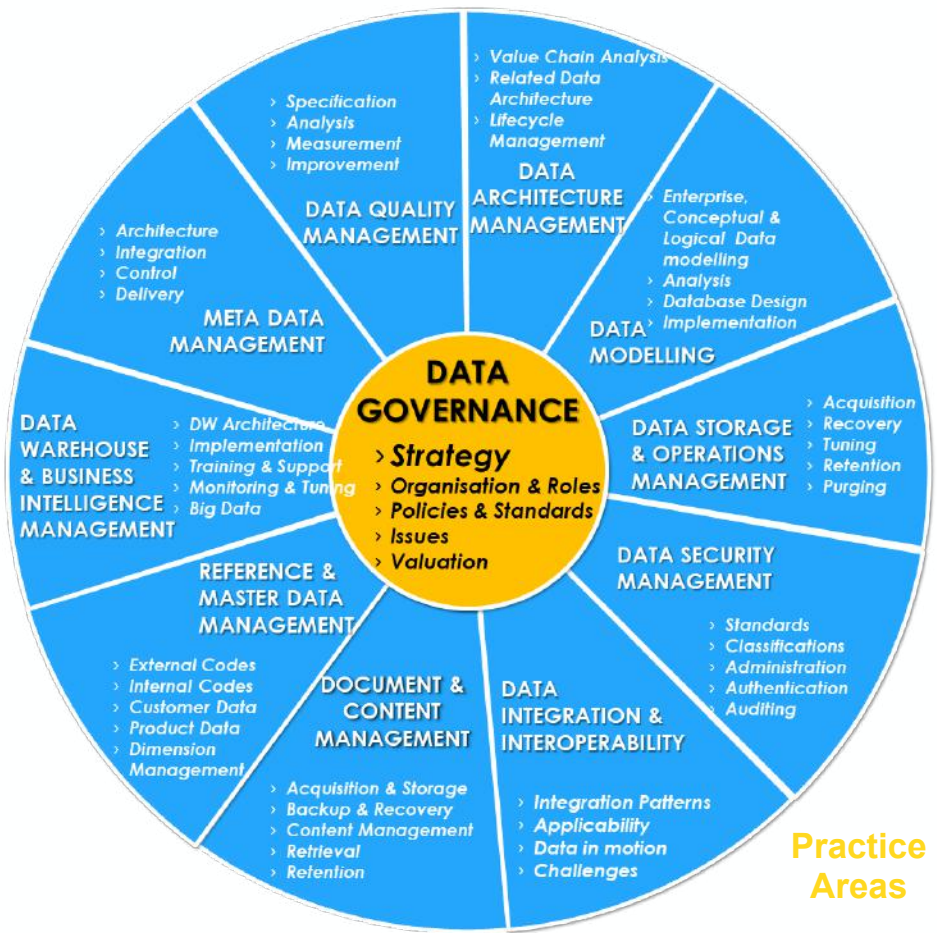 › Value Chain Analysis
› Related Data
Architecture
› Lifecycle
Management
DATA
ARCHITECTURE
MANAGEMENT
› Enterprise,
Conceptual &
Logical Data
modelling
› Analysis
› Database Design
› Implementation
DATA
MODELLING
› Acquisition
› Recovery
› Tuning
› Retention
› Purging
DATA STORAGE
& OPERATIONS
MANAGEMENT
DATA SECURITY
MANAGEMENT
› Standards
› Classifications
› Administration
› Authentication
› Auditing
DATA
INTEGRATION &
INTEROPERABILITY
› Integration Patterns
› Applicability
› Data in motion
› Challenges
DOCUMENT &
CONTENT
MANAGEMENT
› Acquisition & Storage
› Backup & Recovery
› Content Management
› Retrieval
› Retention
REFERENCE &
MASTER DATA
MANAGEMENT
› External Codes
› Internal Codes
› Customer Data
› Product Data
› Dimension
Management
DATA
WAREHOUSE
& BUSINESS
INTELLIGENCE
MANAGEMENT
› DW Architecture
› Implementation
› Training & Support
› Monitoring & Tuning
› Big Data
› Architecture
› Integration
› Control
› Delivery
META DATA
MANAGEMENT
› Specification
› Analysis
› Measurement
› Improvement
DATA QUALITY
MANAGEMENT
DATA
GOVERNANCE
› Strategy
› Organisation & Roles
› Policies & Standards
› Issues
› Valuation
Practice
Areas